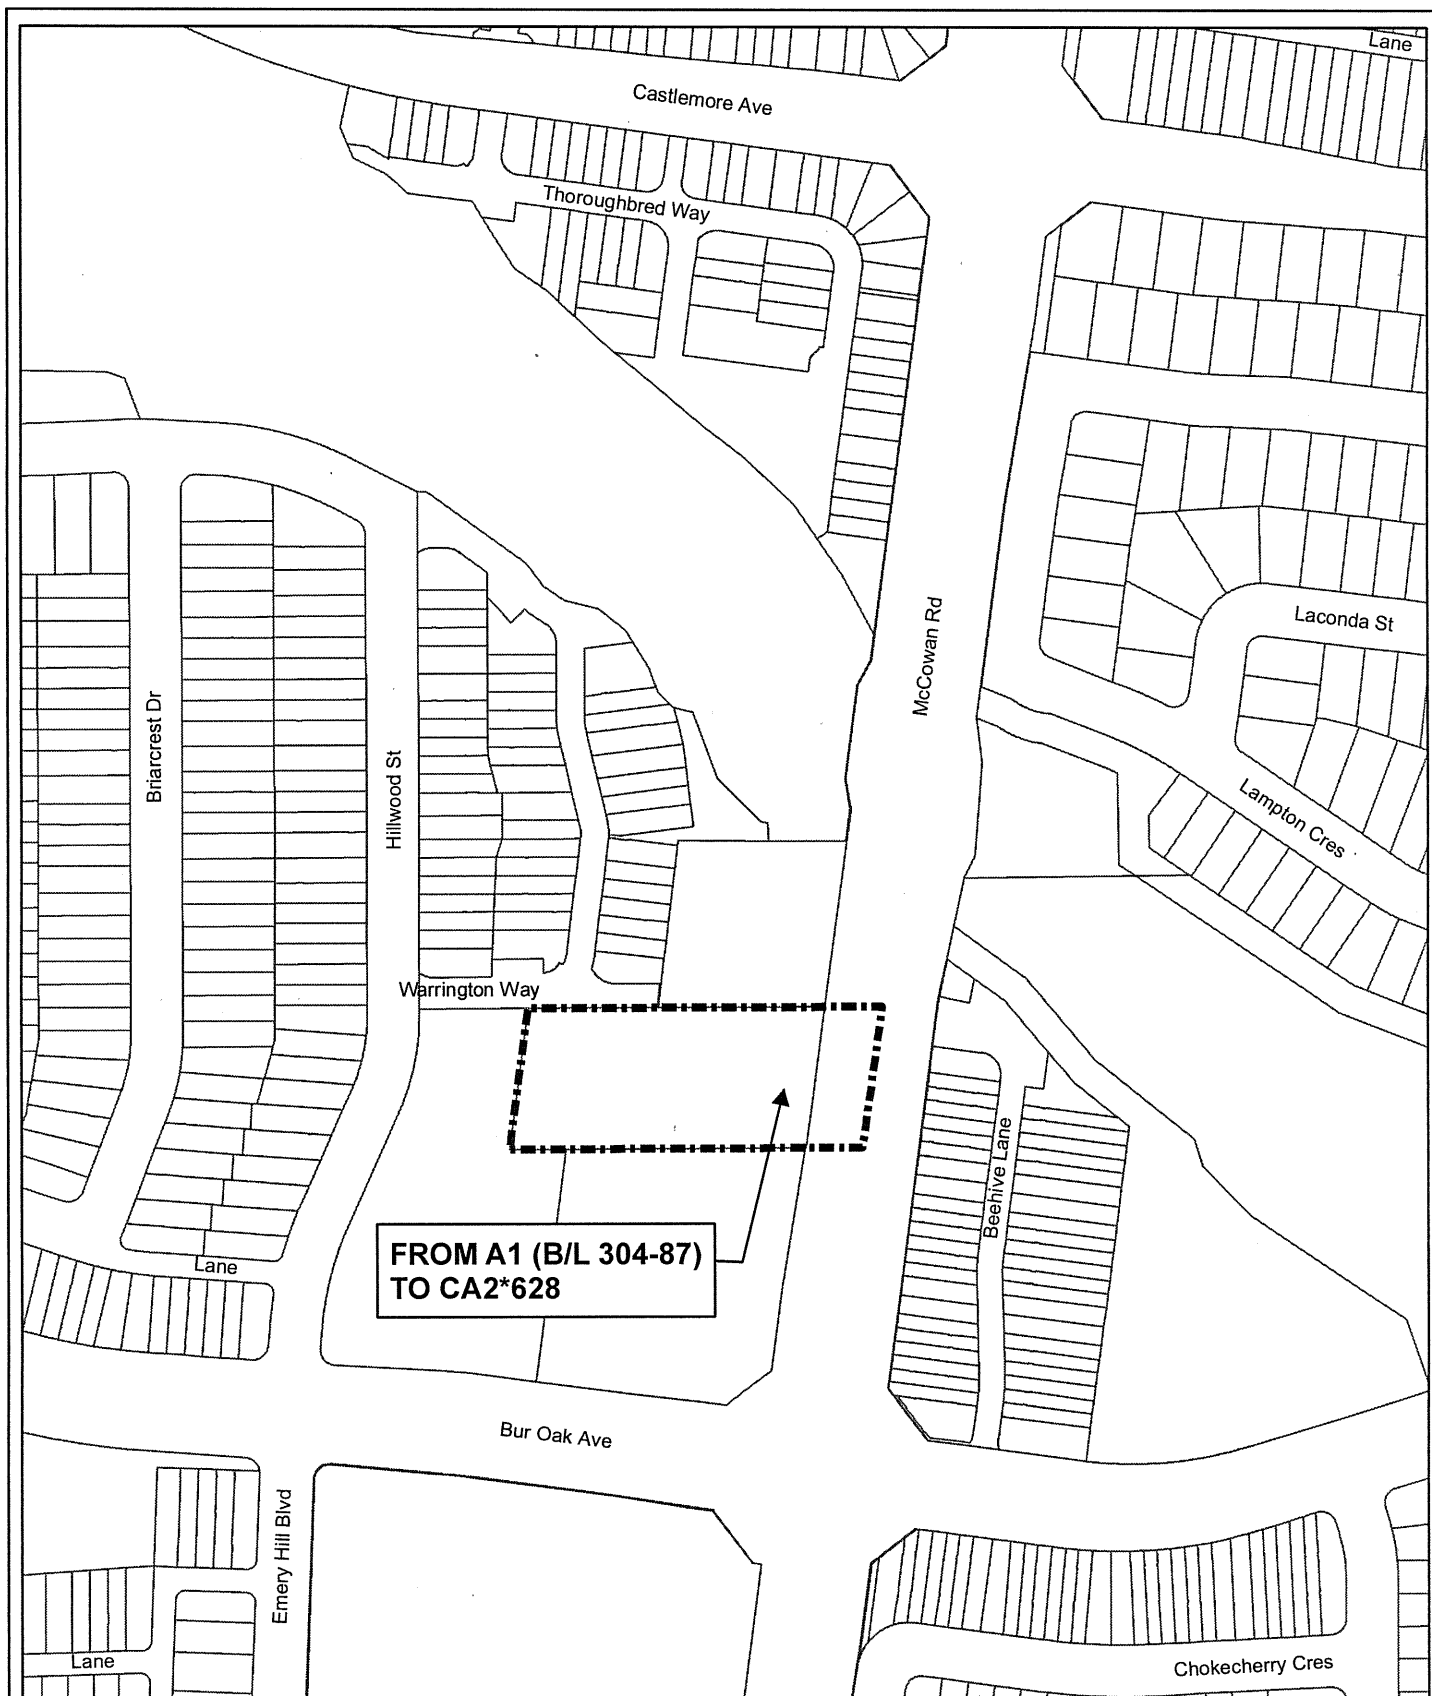 Lane
Castlemore Ave
Thoroughbred Way
McCowan Rd
Laconda St
Briarcrest Dr
Hillwood St
Lampton Cres
Warrington Way
Beehive Lane
FROM A1 (B/L 304-87)
TO CA2*628
Lane
Bur Oak Ave
Emery Hill Blvd
Lane
Chokecherry Cres